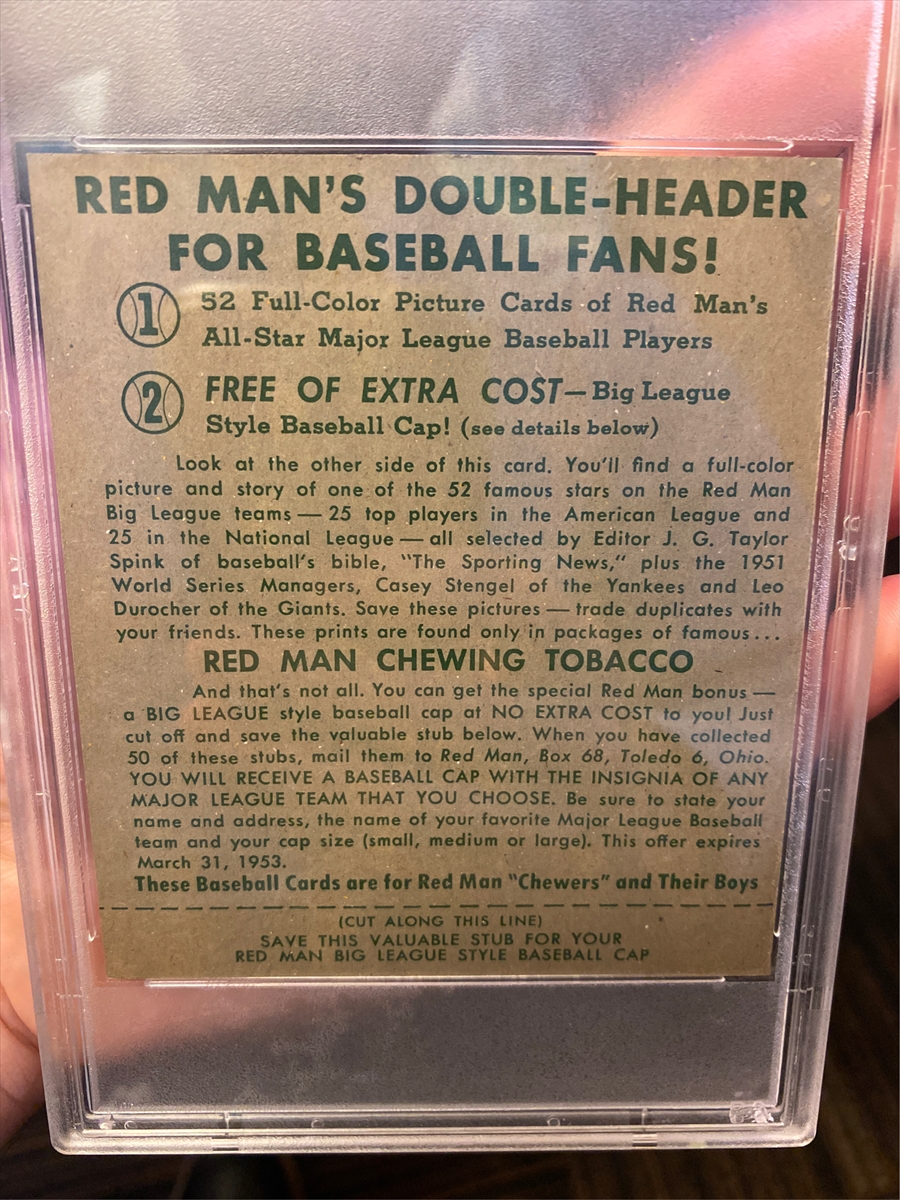 RED MAN'S DOUBLE-HEADER
FOR BASEBALL FANS!
1 52 Full-Color Picture Cards of Red Man's
All-Star Major League Baseball Players
2 FREE OF EXTRA COST—Big League
Style Baseball Cap! (see details below)
Look at the other side of this card. You'll find a full-color
picture and story of one of the 52 famous stars on the Red Man
Big League teams — 25 top players in the American League and
25 in the National League — all selected by Editor J. G. Taylor
Spink of baseball's bible, "The Sporting News," plus the 1951
World Series Managers, Casey Stengel of the Yankees and Leo
Durocher of the Giants. Save these pictures — trade duplicates with
your friends. These prints are found only in packages of famous...
RED MAN CHEWING TOBACCO
And that's not all. You can get the special Red Man bonus —
a BIG LEAGUE style baseball cap at NO EXTRA COST to you! Just
cut off and save the valuable stub below. When you have collected
50 of these stubs, mail them to Red Man, Box 68, Toledo 6, Ohio.
YOU WILL RECEIVE A BASEBALL CAP WITH THE INSIGNIA OF ANY
MAJOR LEAGUE TEAM THAT YOU CHOOSE. Be sure to state your
name and address, the name of your favorite Major League Baseball
team and your cap size (small, medium or large). This offer expires
March 31, 1953.
These Baseball Cards are for Red Man "Chewers" and Their Boys
(CUT ALONG THIS LINE)
SAVE THIS VALUABLE STUB FOR YOUR
RED MAN BIG LEAGUE STYLE BASEBALL CAP